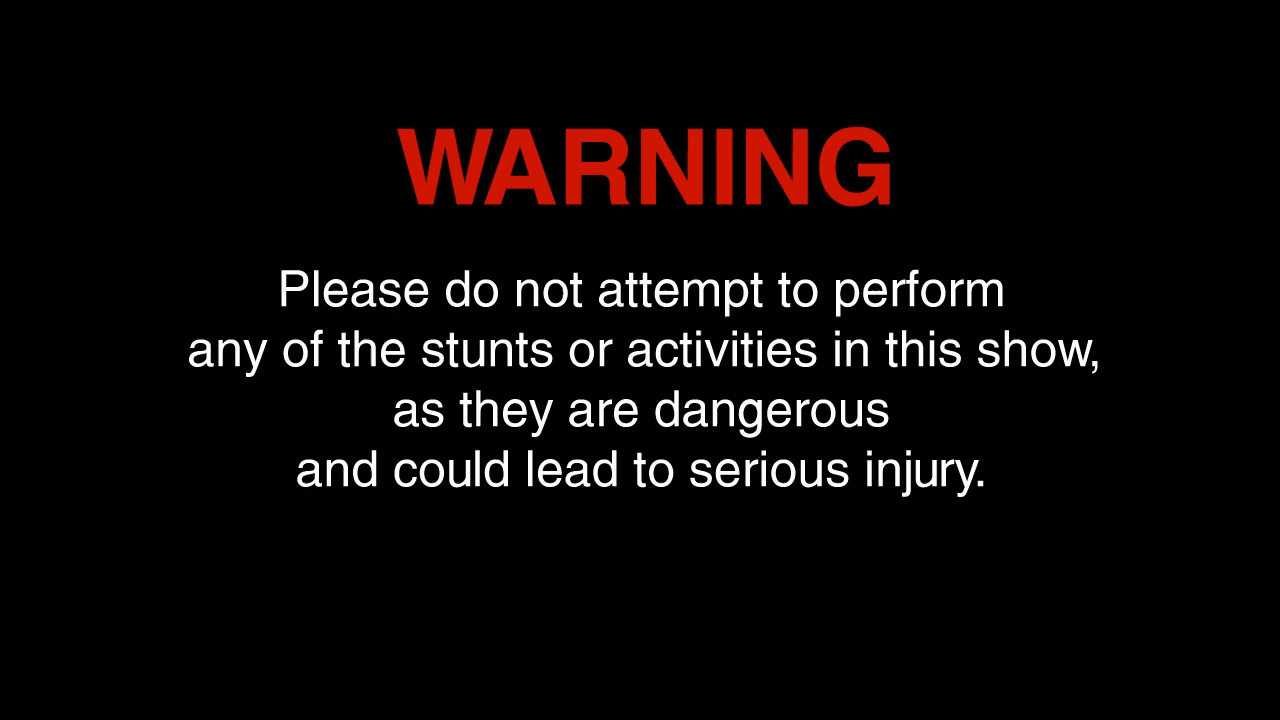 WARNING
Please do not attempt to perform
any of the stunts or activities in this show,
as they are dangerous
and could lead to serious injury.